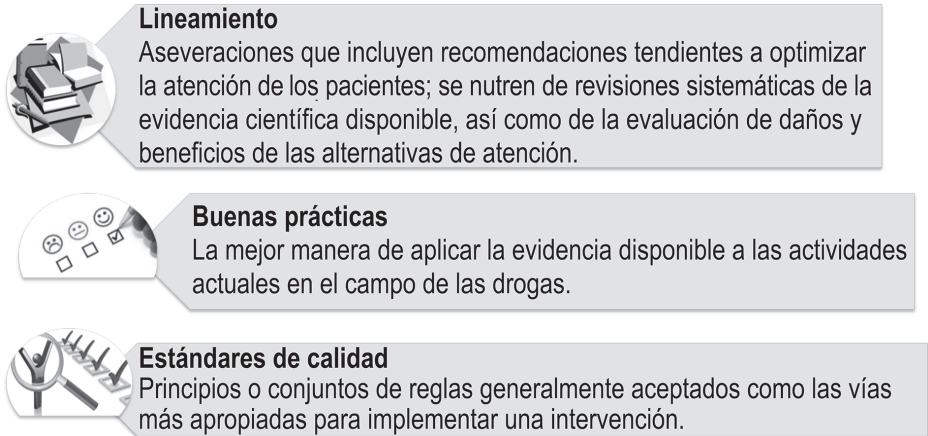 Lineamiento
Aseveraciones que incluyen recomendaciones tendientes a optimizar
la atención de los pacientes; se nutren de revisiones sistemáticas de la
evidencia científica disponible, así como de la evaluación de daños y
beneficios de las alternativas de atención.
Buenas prácticas
La mejor manera de aplicar la evidencia disponible a las actividades
actuales en el campo de las drogas.
Estándares de calidad
Principios o conjuntos de reglas generalmente aceptados como las vías
más apropiadas para implementar una intervención.